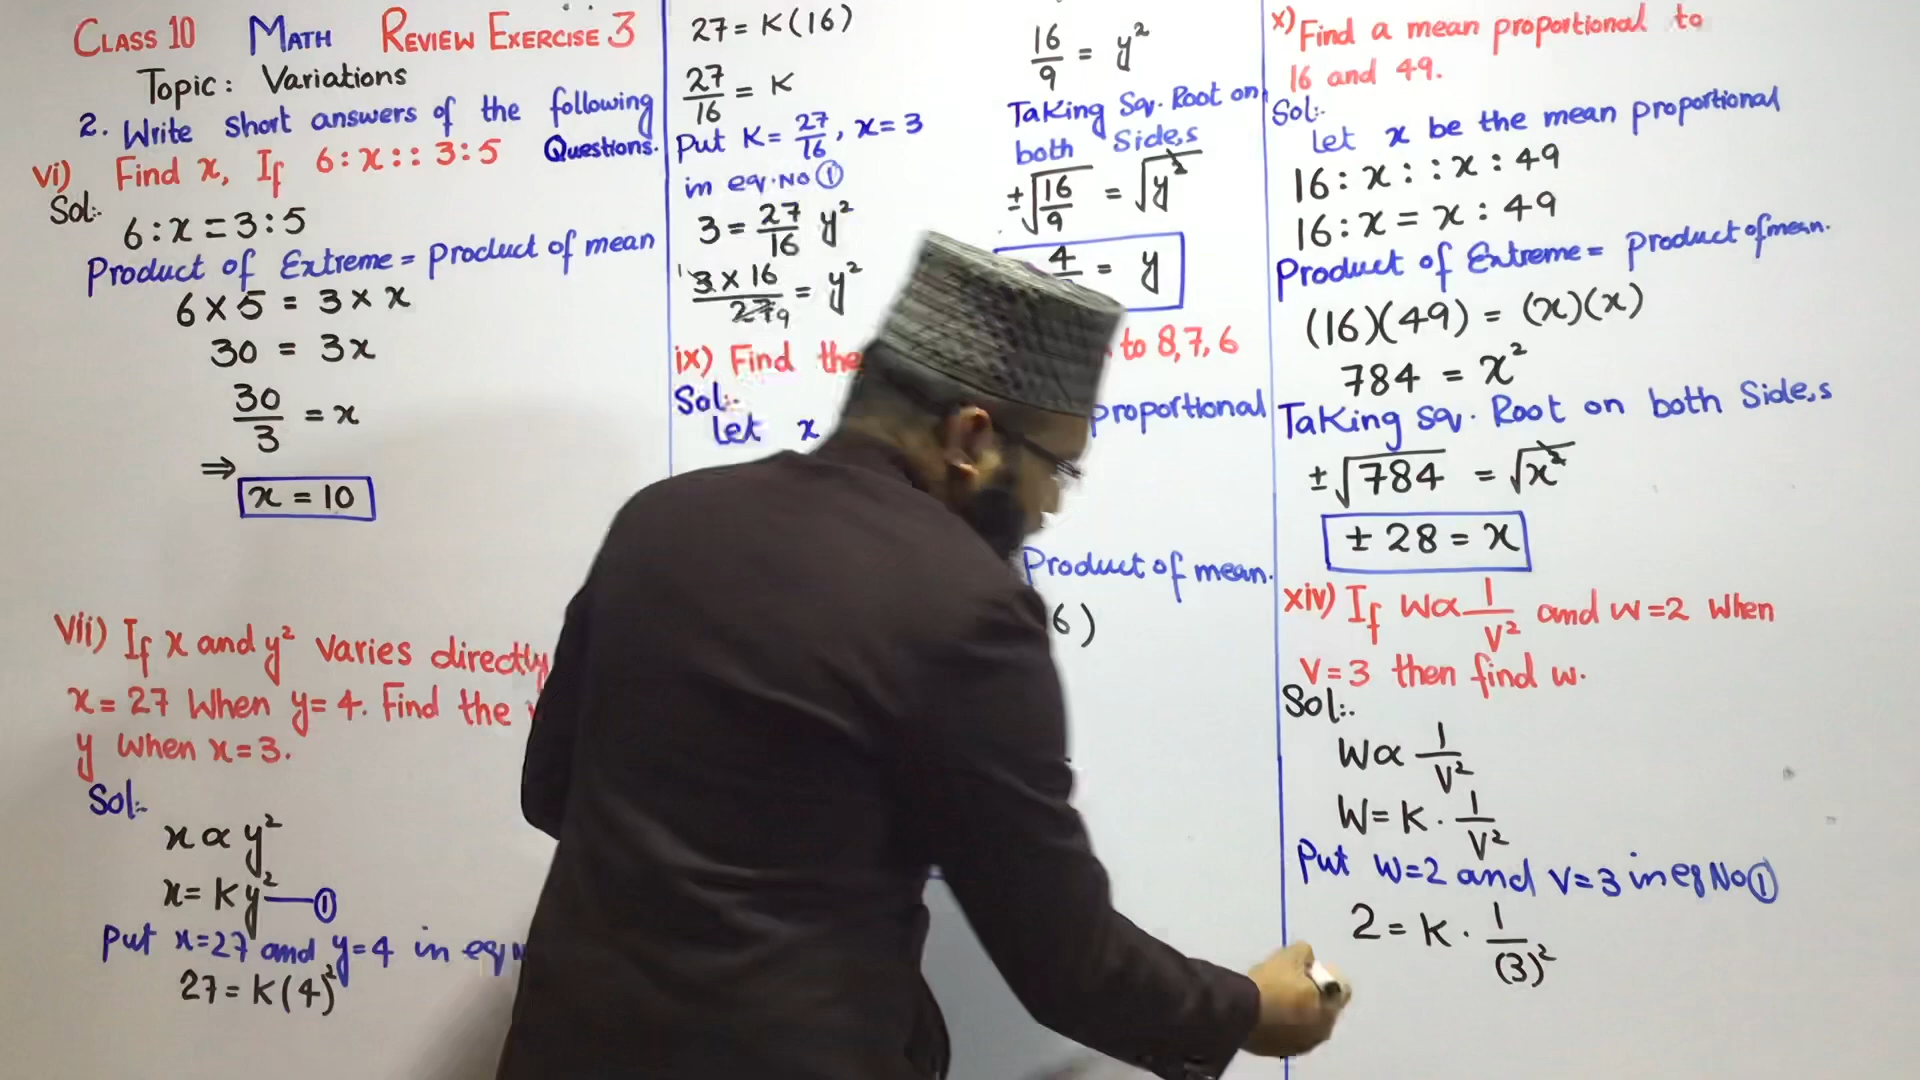 CLASS 10 MATH REVIEW EXERCISE 3
Topic: Variations
2. Write short answers of the following Questions.
vi) Find x, If 6:x::3:5
Sol:-
6:x=3:5
Product of Extreme = Product of mean
6×5 = 3×x
30 = 3x
30/3 = x
⇒ x = 10
vii) If x and y² varies directly
x=27 When y=4. Find the
y when x=3.
Sol:-
x∝y²
x=Ky² —①
Put x=27 and y=4 in eq
27=K(4)²
27=K(16)
27/16 = K
Put K=27/16, x=3
in eq.No①
3=27/16 y²
3×16/27 9 = y²
16/9 = y²
Taking Sq. Root on
both Side,s
±√16/9 = √y²
4 = y
ix) Find the to 8,7,6
Sol:-
Let x proportional
Product of mean.
6)
x) Find a mean proportional to
16 and 49.
Sol:-
Let x be the mean proportional
16:x::x:49
16:x = x:49
Product of Extreme = Product of mean.
(16)(49) = (x)(x)
784 = x²
Taking sq. Root on both Side,s
±√784 = √x²
±28 = x
xiv) If W∝1/V² and w=2 When
V=3 then find w.
Sol:-
W∝1/V²
W=K.1/V²
Put W=2 and V=3 in eq No①
2=K.1/(3)²